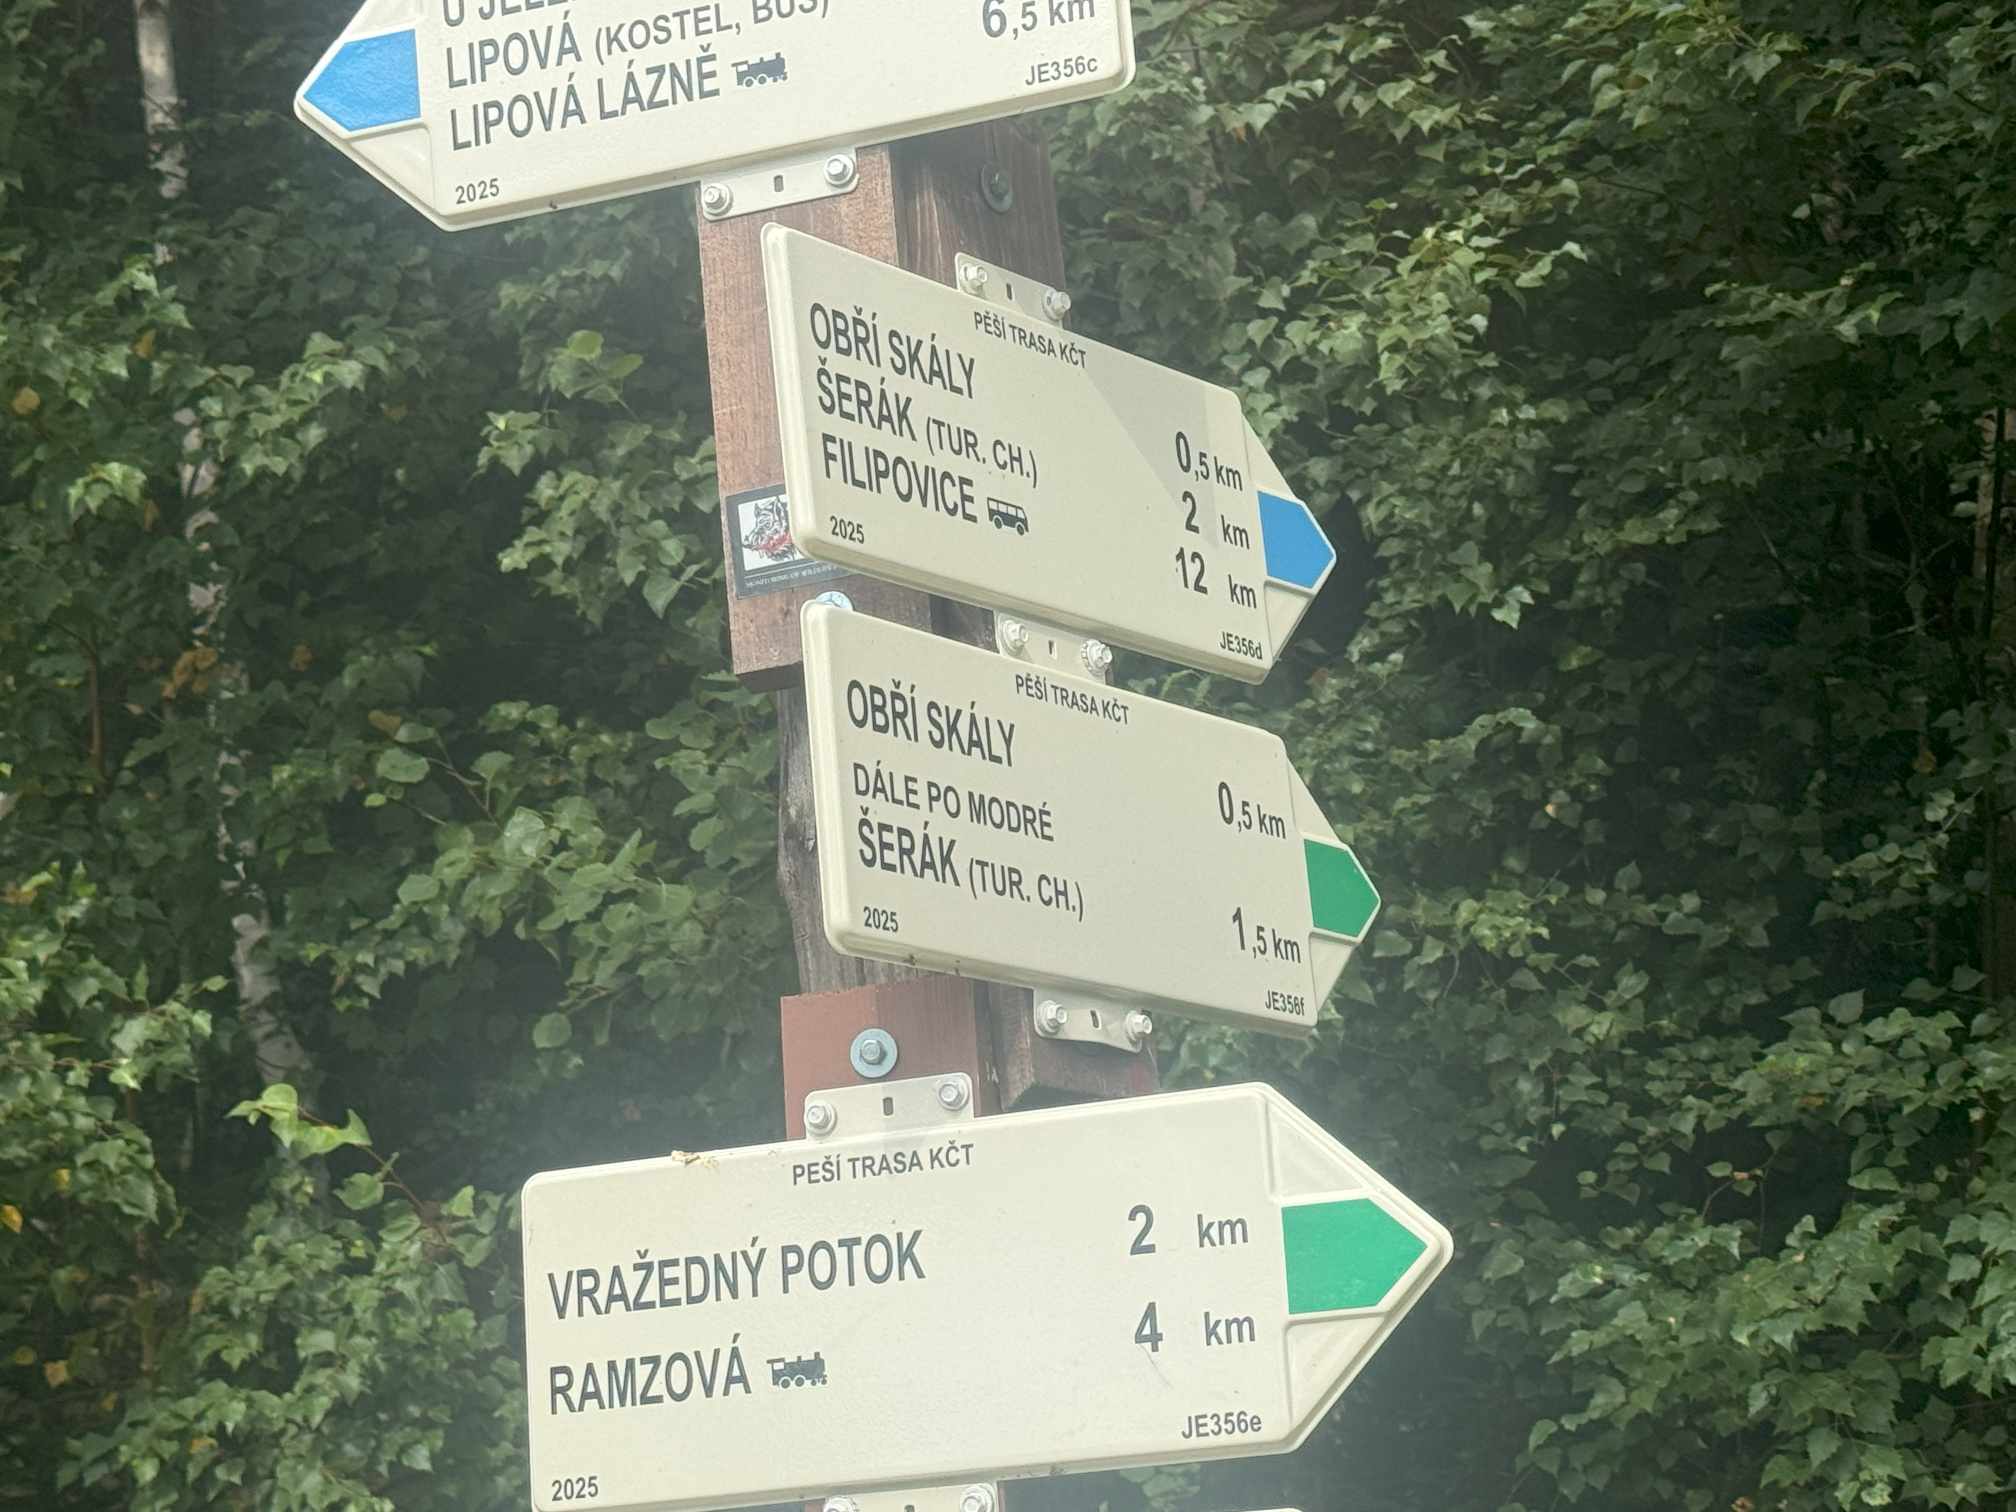 LIPOVÁ (KOSTEL, BUS)
LIPOVÁ LÁZNĚ 6,5 km
JE356c
2025
PĚŠÍ TRASA KČT
OBŘÍ SKÁLY 0,5 km
ŠERÁK (TUR. CH.) 2 km
FILIPOVICE 12 km
2025 JE356d
PĚŠÍ TRASA KČT
OBŘÍ SKÁLY 0,5 km
DÁLE PO MODRÉ
ŠERÁK (TUR. CH.) 1,5 km
2025 JE356f
PEŠÍ TRASA KČT
VRAŽEDNÝ POTOK 2 km
RAMZOVÁ 4 km
JE356e
2025